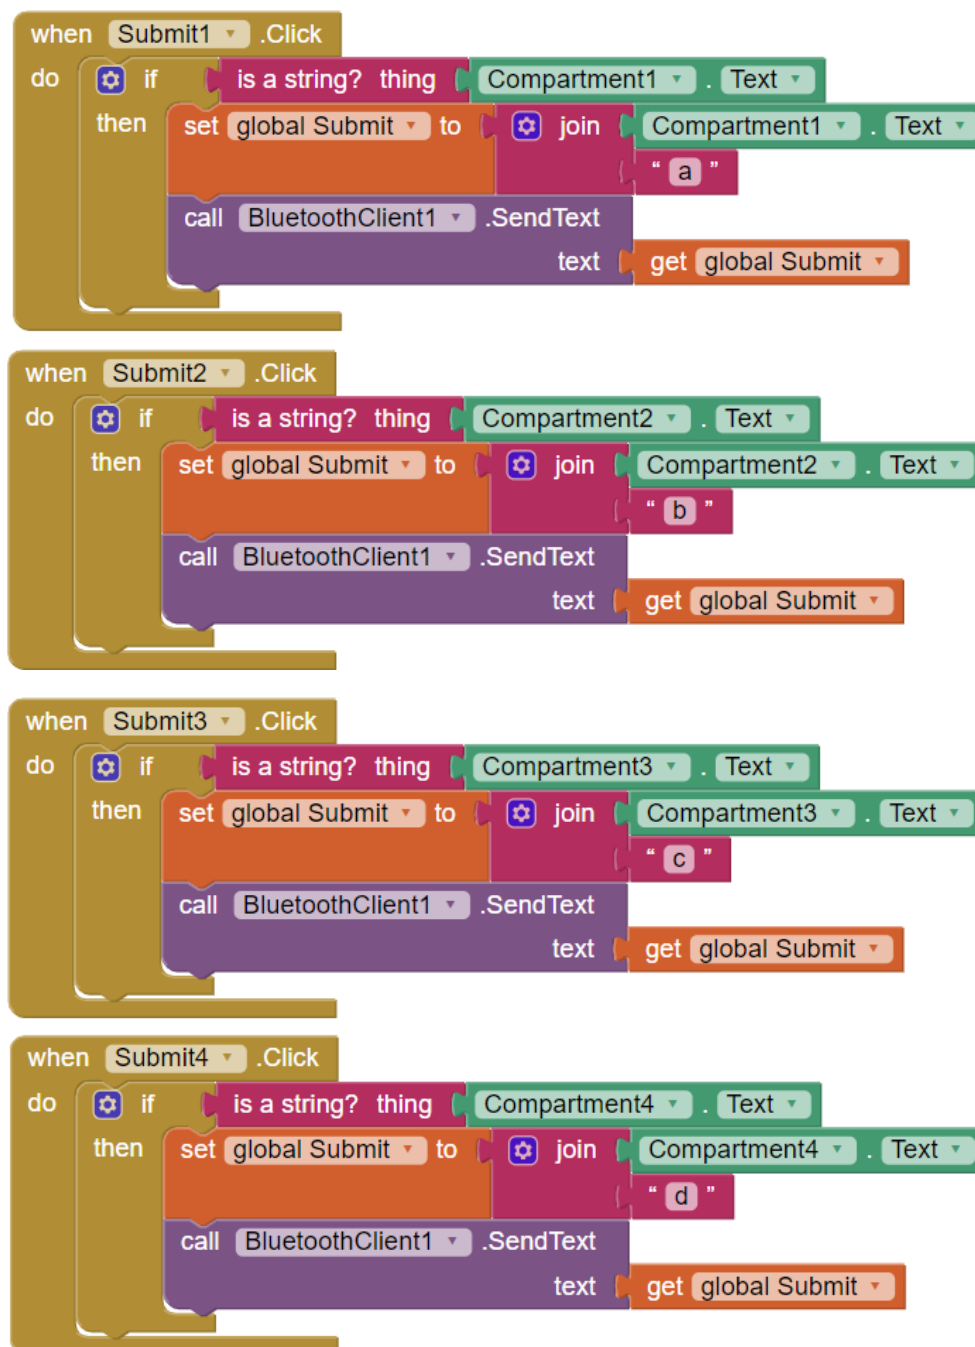 when Submit1 .Click
do if is a string? thing Compartment1 . Text
then set global Submit to join Compartment1 . Text
“ a ”
call BluetoothClient1 .SendText
text get global Submit
when Submit2 .Click
do if is a string? thing Compartment2 . Text
then set global Submit to join Compartment2 . Text
“ b ”
call BluetoothClient1 .SendText
text get global Submit
when Submit3 .Click
do if is a string? thing Compartment3 . Text
then set global Submit to join Compartment3 . Text
“ c ”
call BluetoothClient1 .SendText
text get global Submit
when Submit4 .Click
do if is a string? thing Compartment4 . Text
then set global Submit to join Compartment4 . Text
“ d ”
call BluetoothClient1 .SendText
text get global Submit